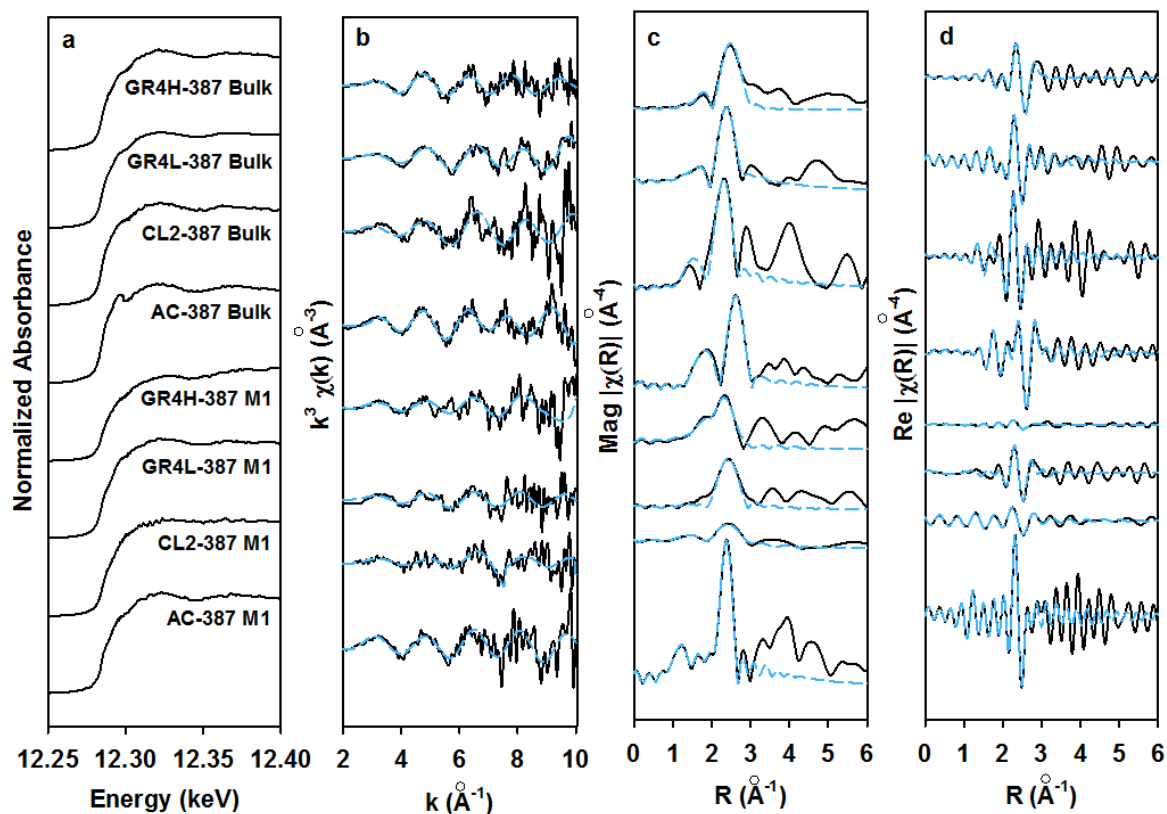 a
b
c
d
GR4H-387 Bulk
GR4L-387 Bulk
CL2-387 Bulk
AC-387 Bulk
GR4H-387 M1
GR4L-387 M1
CL2-387 M1
AC-387 M1
Normalized Absorbance
k³ χ(k) (Å⁻³)
Mag |χ(R)| (Å⁻⁴)
Re |χ(R)| (Å⁻⁴)
12.25 12.30 12.35 12.40
2 4 6 8 10
0 1 2 3 4 5 6
0 1 2 3 4 5 6
Energy (keV)
k (Å⁻¹)
R (Å⁻¹)
R (Å⁻¹)